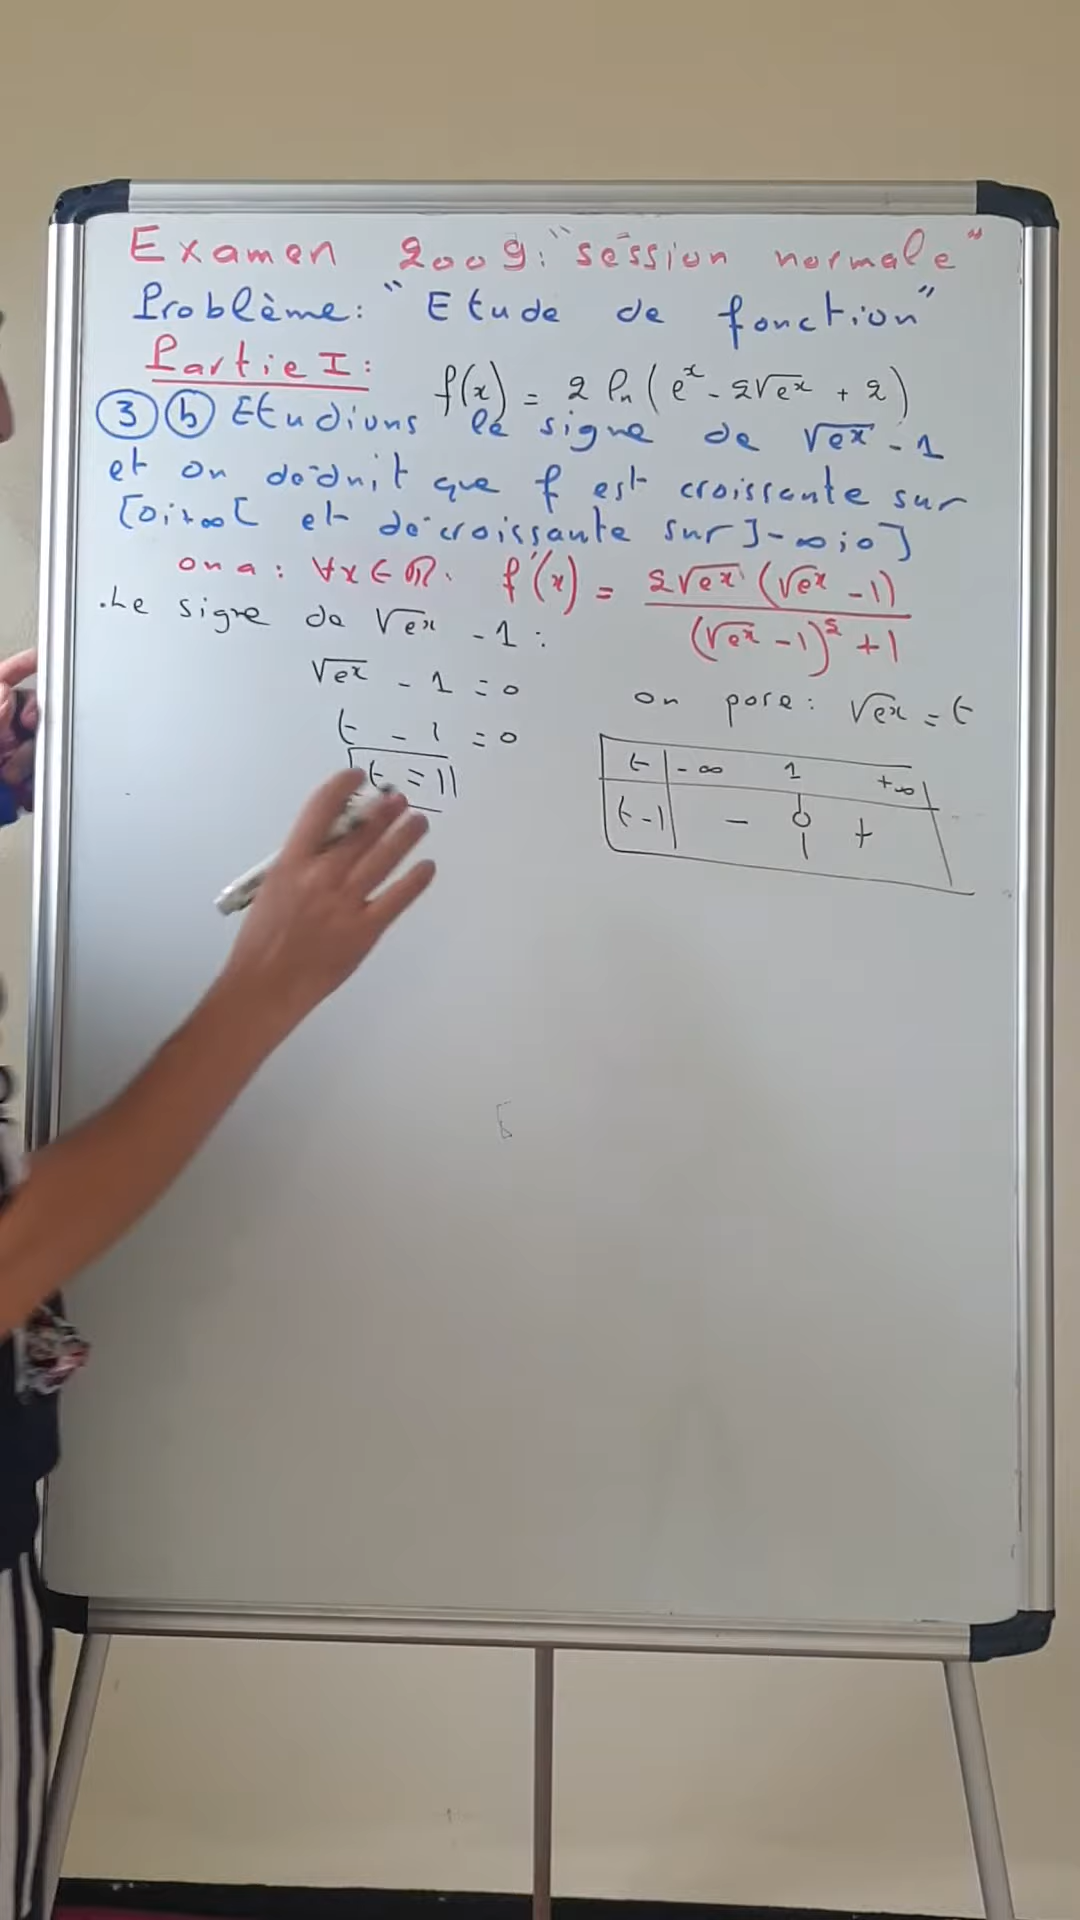 Examen 2009: "session normale"
Problème: "Etude de fonction"
Partie I:
f(x) = 2 ln(e^x - 2√e^x + 2)
3 b Etudions le signe de √e^x - 1
et on dédnit que f est croissante sur
[0;+∞[ et décroissante sur ]-∞;0]
on a: ∀x∈ℝ. f'(x) = 2√e^x (√e^x - 1) / (√e^x - 1)^2 + 1
.Le signe de √e^x - 1:
√e^x - 1 = 0
on pose: √e^x = t
t - 1 = 0
t = 1
t | -∞ 1 +∞
t-1 | - 0 +